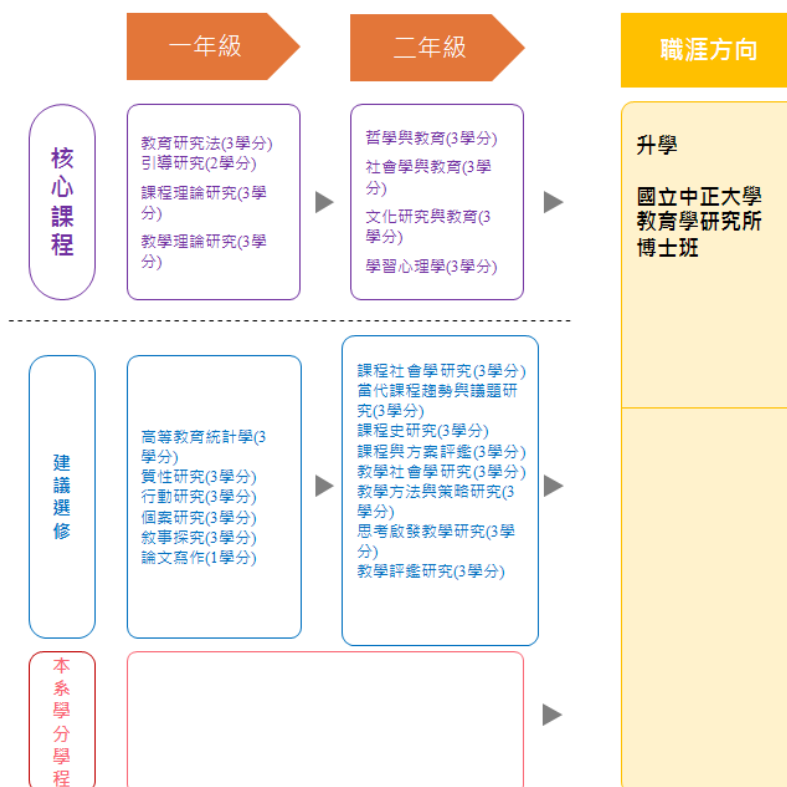 一年級
二年級
職涯方向
核
心
課
程
教育研究法(3學分)
引導研究(2學分)
課程理論研究(3學
分)
教學理論研究(3學
分)
哲學與教育(3學分)
社會學與教育(3學
分)
文化研究與教育(3
學分)
學習心理學(3學分)
升學
國立中正大學
教育學研究所
博士班
建
議
選
修
高等教育統計學(3
學分)
質性研究(3學分)
行動研究(3學分)
個案研究(3學分)
敘事探究(3學分)
論文寫作(1學分)
課程社會學研究(3學分)
當代課程趨勢與議題研
究(3學分)
課程史研究(3學分)
課程與方案評鑑(3學分)
教學社會學研究(3學分)
教學方法與策略研究(3
學分)
思考啟發教學研究(3學
分)
教學評鑑研究(3學分)
本
系
學
分
學
程